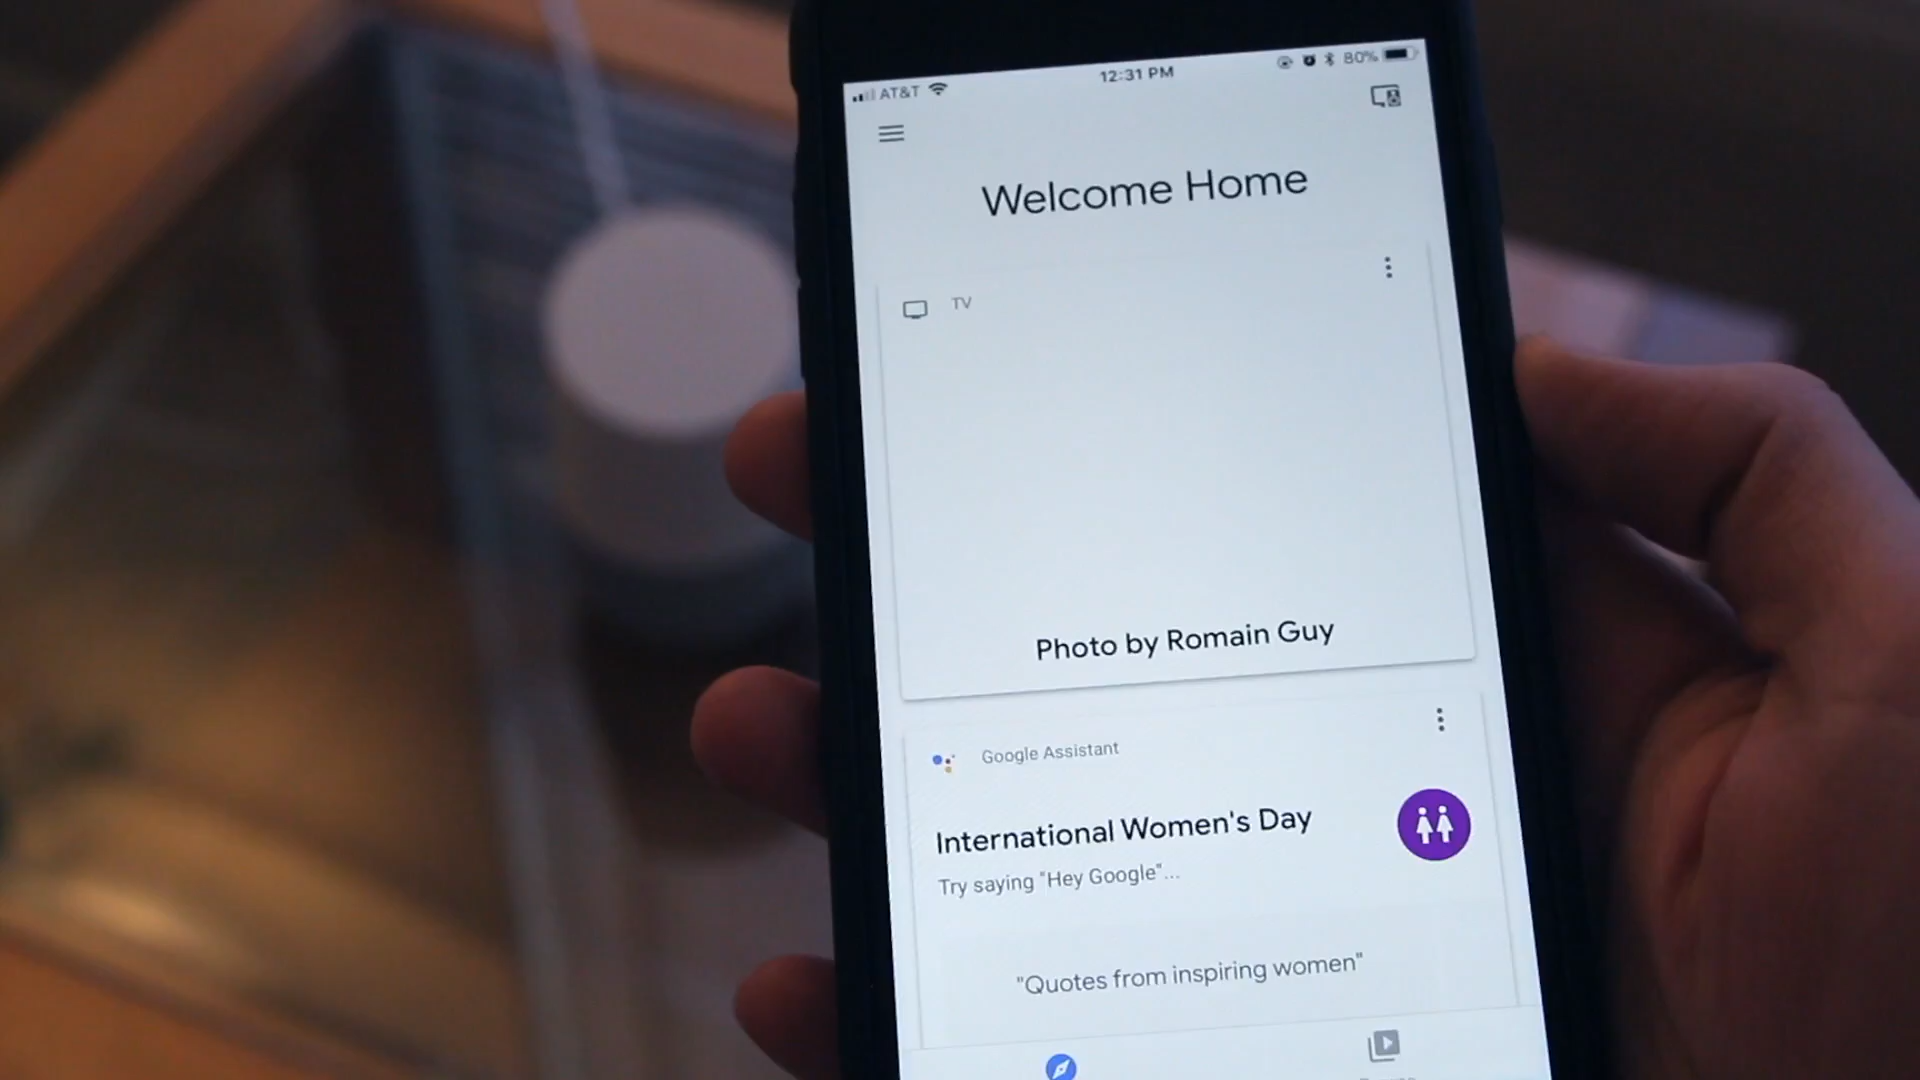 AT&T
12:31 PM
80%
Welcome Home
TV
Photo by Romain Guy
Google Assistant
International Women's Day
Try saying "Hey Google"...
"Quotes from inspiring women"